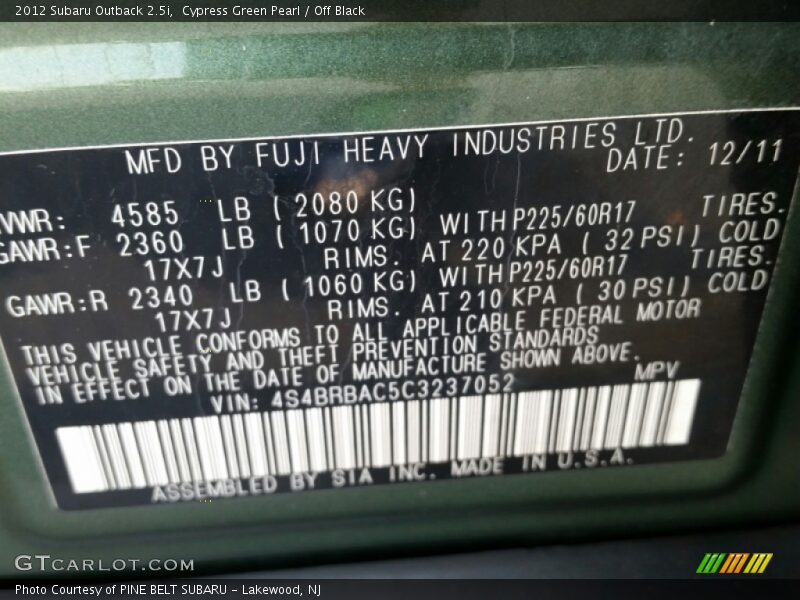 2012 Subaru Outback 2.5i, Cypress Green Pearl / Off Black
MFD BY FUJI HEAVY INDUSTRIES LTD.
DATE: 12/11
VWR: 4585 LB ( 2080 KG)
GAWR:F 2360 LB ( 1070 KG) WITH P225/60R17 TIRES.
17X7J RIMS. AT 220 KPA ( 32 PSI) COLD
GAWR:R 2340 LB ( 1060 KG) WITH P225/60R17 TIRES.
17X7J RIMS. AT 210 KPA ( 30 PSI) COLD
THIS VEHICLE CONFORMS TO ALL APPLICABLE FEDERAL MOTOR
VEHICLE SAFETY AND THEFT PREVENTION STANDARDS
IN EFFECT ON THE DATE OF MANUFACTURE SHOWN ABOVE.
VIN: 4S4BRBAC5C3237052 MPV
ASSEMBLED BY SIA INC. MADE IN U.S.A.
GTCARLOT.COM
Photo Courtesy of PINE BELT SUBARU – Lakewood, NJ